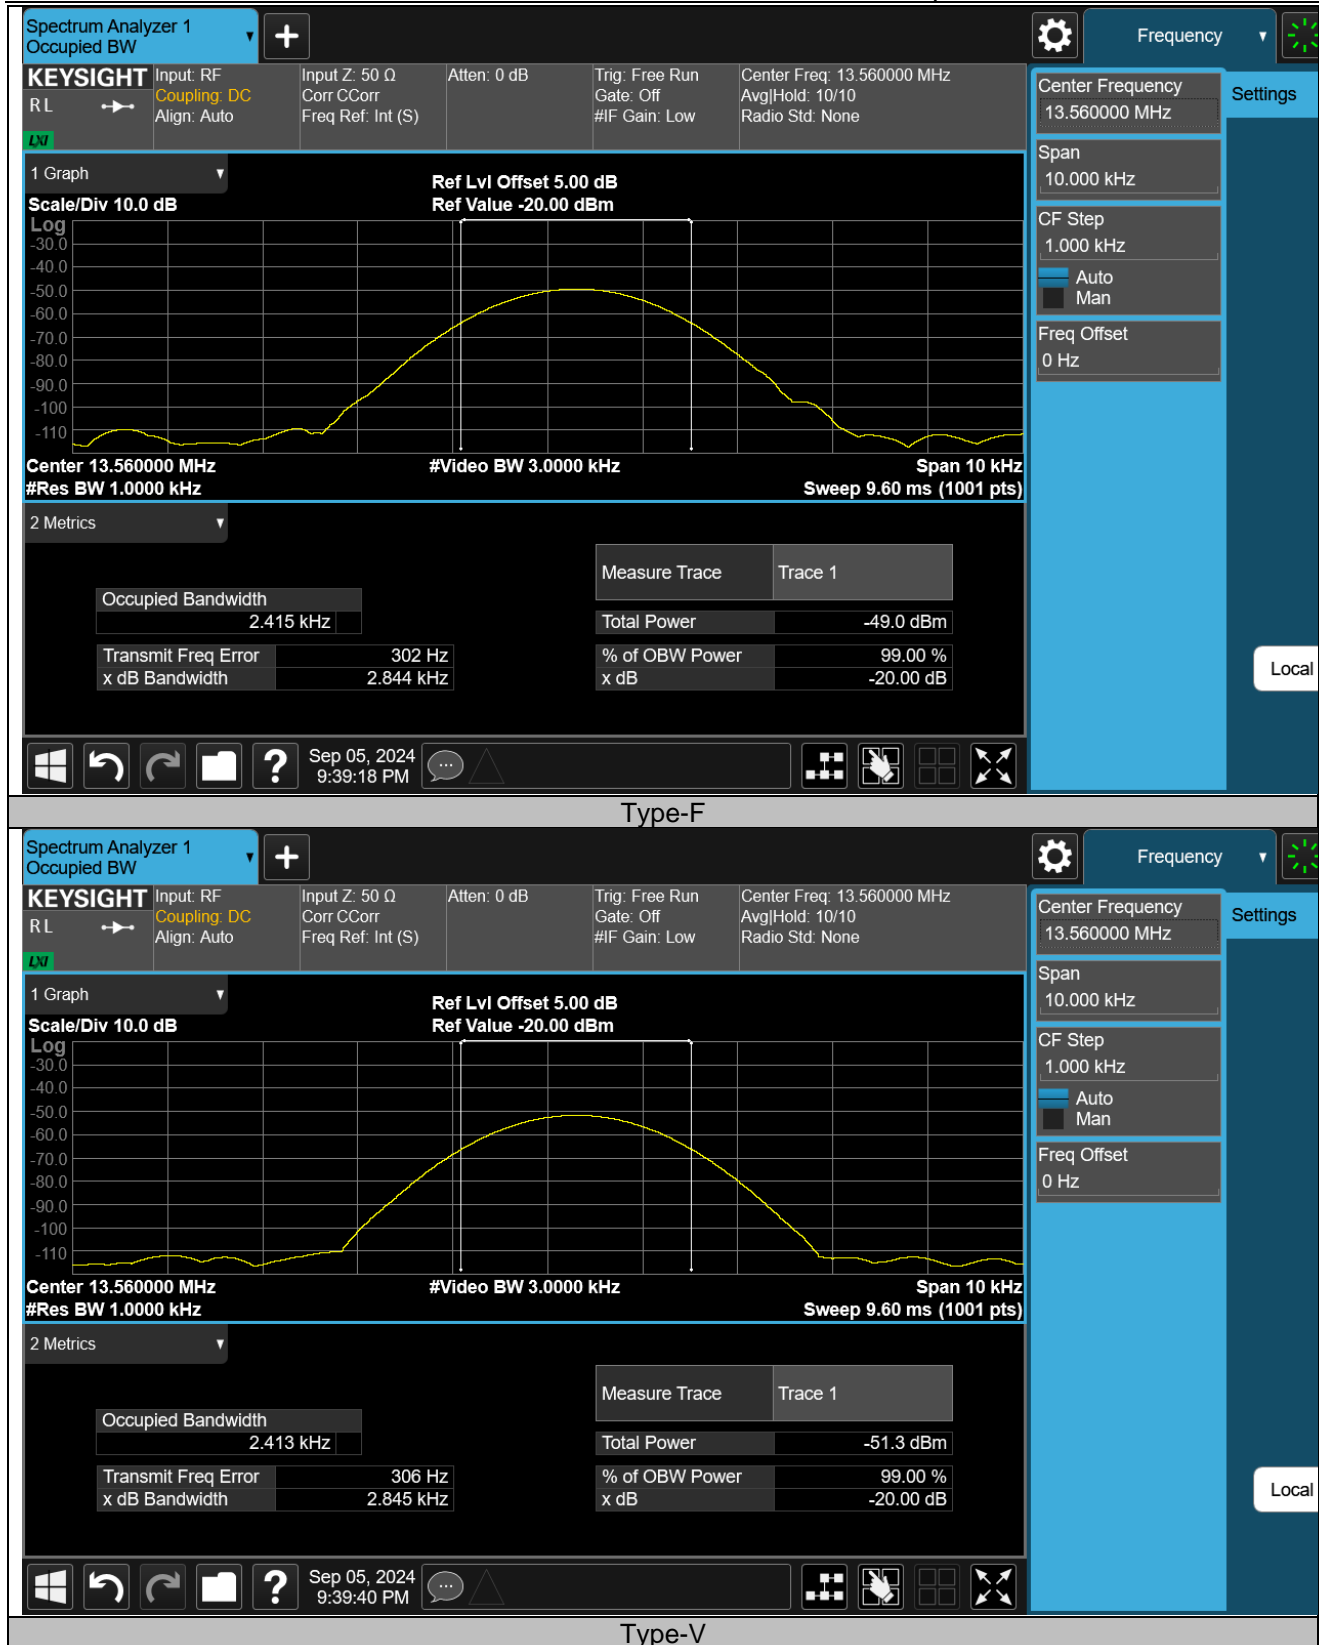 Spectrum Analyzer 1
Occupied BW
Frequency
KEYSIGHT
R L
LXI
Input: RF
Coupling: DC
Align: Auto
Input Z: 50 Ω
Corr CCorr
Freq Ref: Int (S)
Atten: 0 dB
Trig: Free Run
Gate: Off
#IF Gain: Low
Center Freq: 13.560000 MHz
Avg|Hold: 10/10
Radio Std: None
Center Frequency
13.560000 MHz
Settings
Span
10.000 kHz
CF Step
1.000 kHz
Auto
Man
Freq Offset
0 Hz
Local
1 Graph
Scale/Div 10.0 dB
Ref Lvl Offset 5.00 dB
Ref Value -20.00 dBm
Log
-30.0
-40.0
-50.0
-60.0
-70.0
-80.0
-90.0
-100
-110
Center 13.560000 MHz
#Video BW 3.0000 kHz
Span 10 kHz
#Res BW 1.0000 kHz
Sweep 9.60 ms (1001 pts)
2 Metrics
Measure Trace Trace 1
Occupied Bandwidth
2.415 kHz
Total Power -49.0 dBm
Transmit Freq Error 302 Hz
% of OBW Power 99.00 %
x dB Bandwidth 2.844 kHz
x dB -20.00 dB
Sep 05, 2024
9:39:18 PM
Type-F
Spectrum Analyzer 1
Occupied BW
Frequency
KEYSIGHT
R L
LXI
Input: RF
Coupling: DC
Align: Auto
Input Z: 50 Ω
Corr CCorr
Freq Ref: Int (S)
Atten: 0 dB
Trig: Free Run
Gate: Off
#IF Gain: Low
Center Freq: 13.560000 MHz
Avg|Hold: 10/10
Radio Std: None
Center Frequency
13.560000 MHz
Settings
Span
10.000 kHz
CF Step
1.000 kHz
Auto
Man
Freq Offset
0 Hz
Local
1 Graph
Scale/Div 10.0 dB
Ref Lvl Offset 5.00 dB
Ref Value -20.00 dBm
Log
-30.0
-40.0
-50.0
-60.0
-70.0
-80.0
-90.0
-100
-110
Center 13.560000 MHz
#Video BW 3.0000 kHz
Span 10 kHz
#Res BW 1.0000 kHz
Sweep 9.60 ms (1001 pts)
2 Metrics
Measure Trace Trace 1
Occupied Bandwidth
2.413 kHz
Total Power -51.3 dBm
Transmit Freq Error 306 Hz
% of OBW Power 99.00 %
x dB Bandwidth 2.845 kHz
x dB -20.00 dB
Sep 05, 2024
9:39:40 PM
Type-V